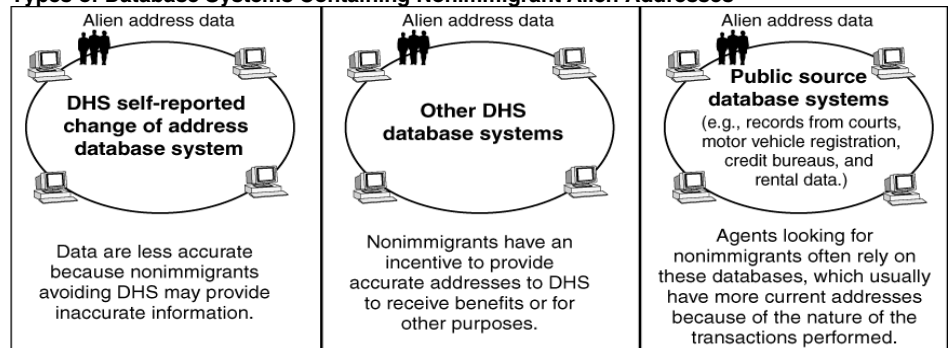 Types of Database Systems Containing Nonimmigrant Alien Addresses
Alien address data
DHS self-reported
change of address
database system
Data are less accurate
because nonimmigrants
avoiding DHS may provide
inaccurate information.
Alien address data
Other DHS
database systems
Nonimmigrants have an
incentive to provide
accurate addresses to DHS
to receive benefits or for
other purposes.
Alien address data
Public source
database systems
(e.g., records from courts,
motor vehicle registration,
credit bureaus, and
rental data.)
Agents looking for
nonimmigrants often rely on
these databases, which usually
have more current addresses
because of the nature of the
transactions performed.